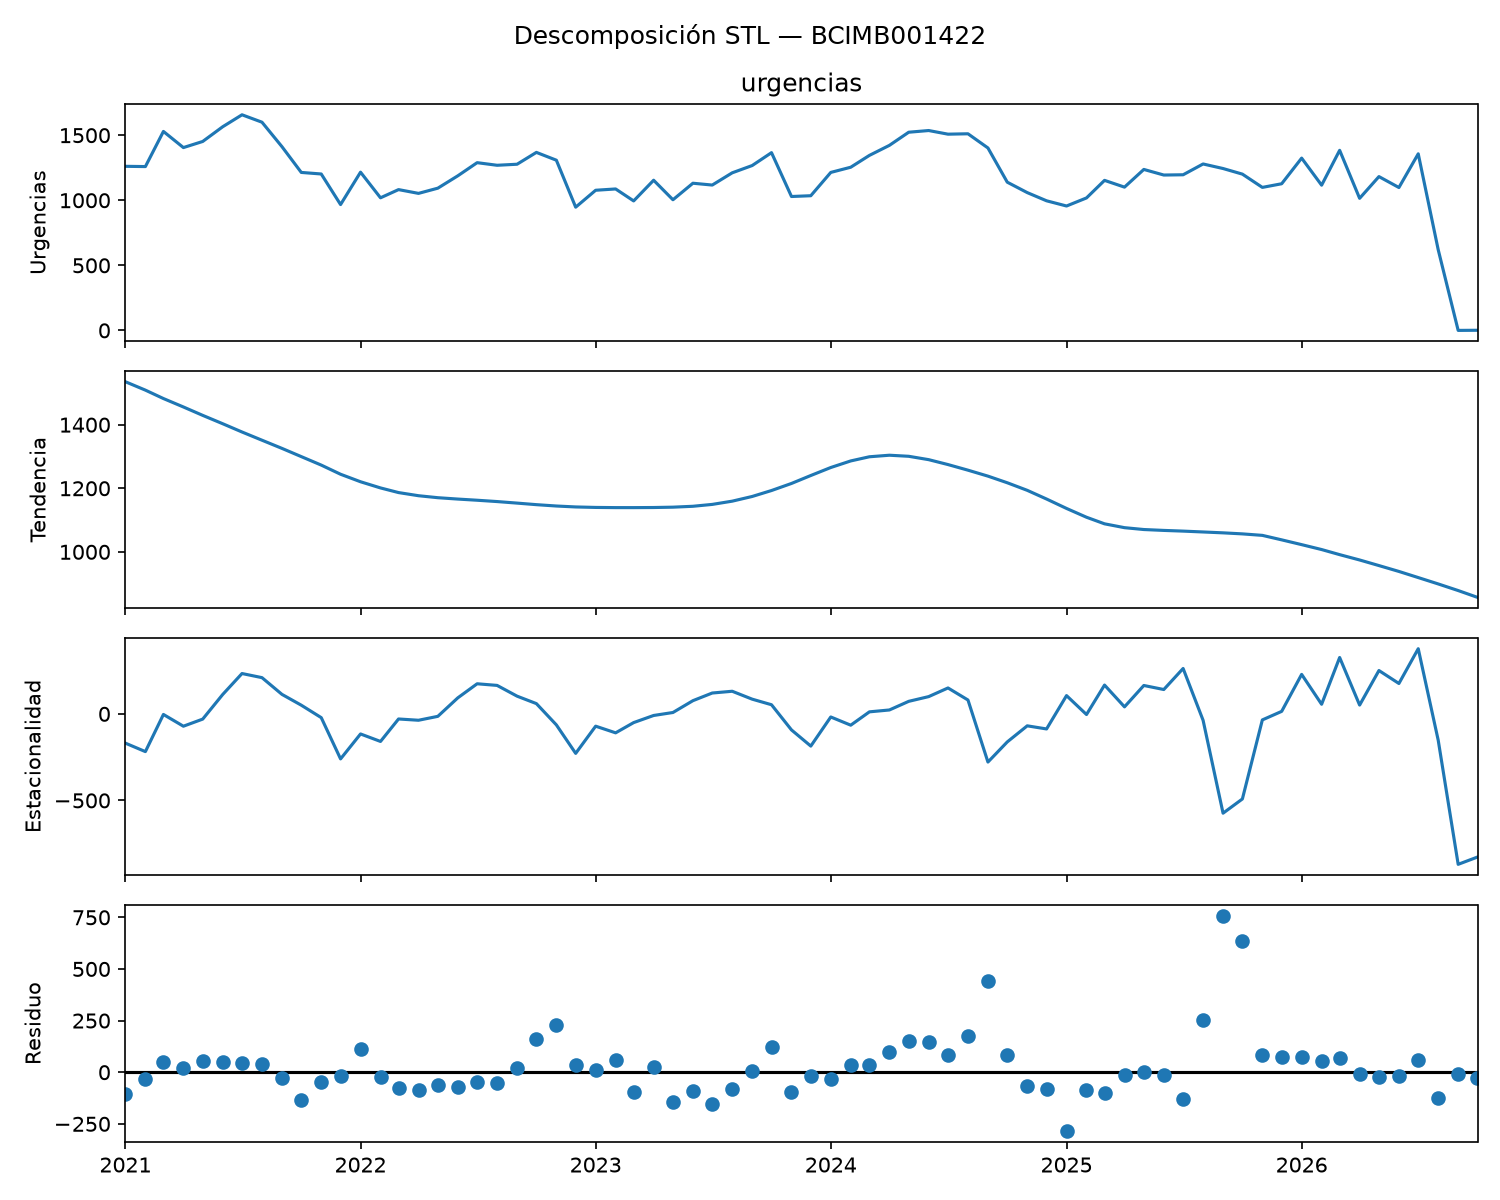 Descomposición STL — BCIMB001422
urgencias
Urgencias
1500
1000
500
0
Tendencia
1400
1200
1000
Estacionalidad
0
−500
Residuo
750
500
250
0
−250
2021 2022 2023 2024 2025 2026